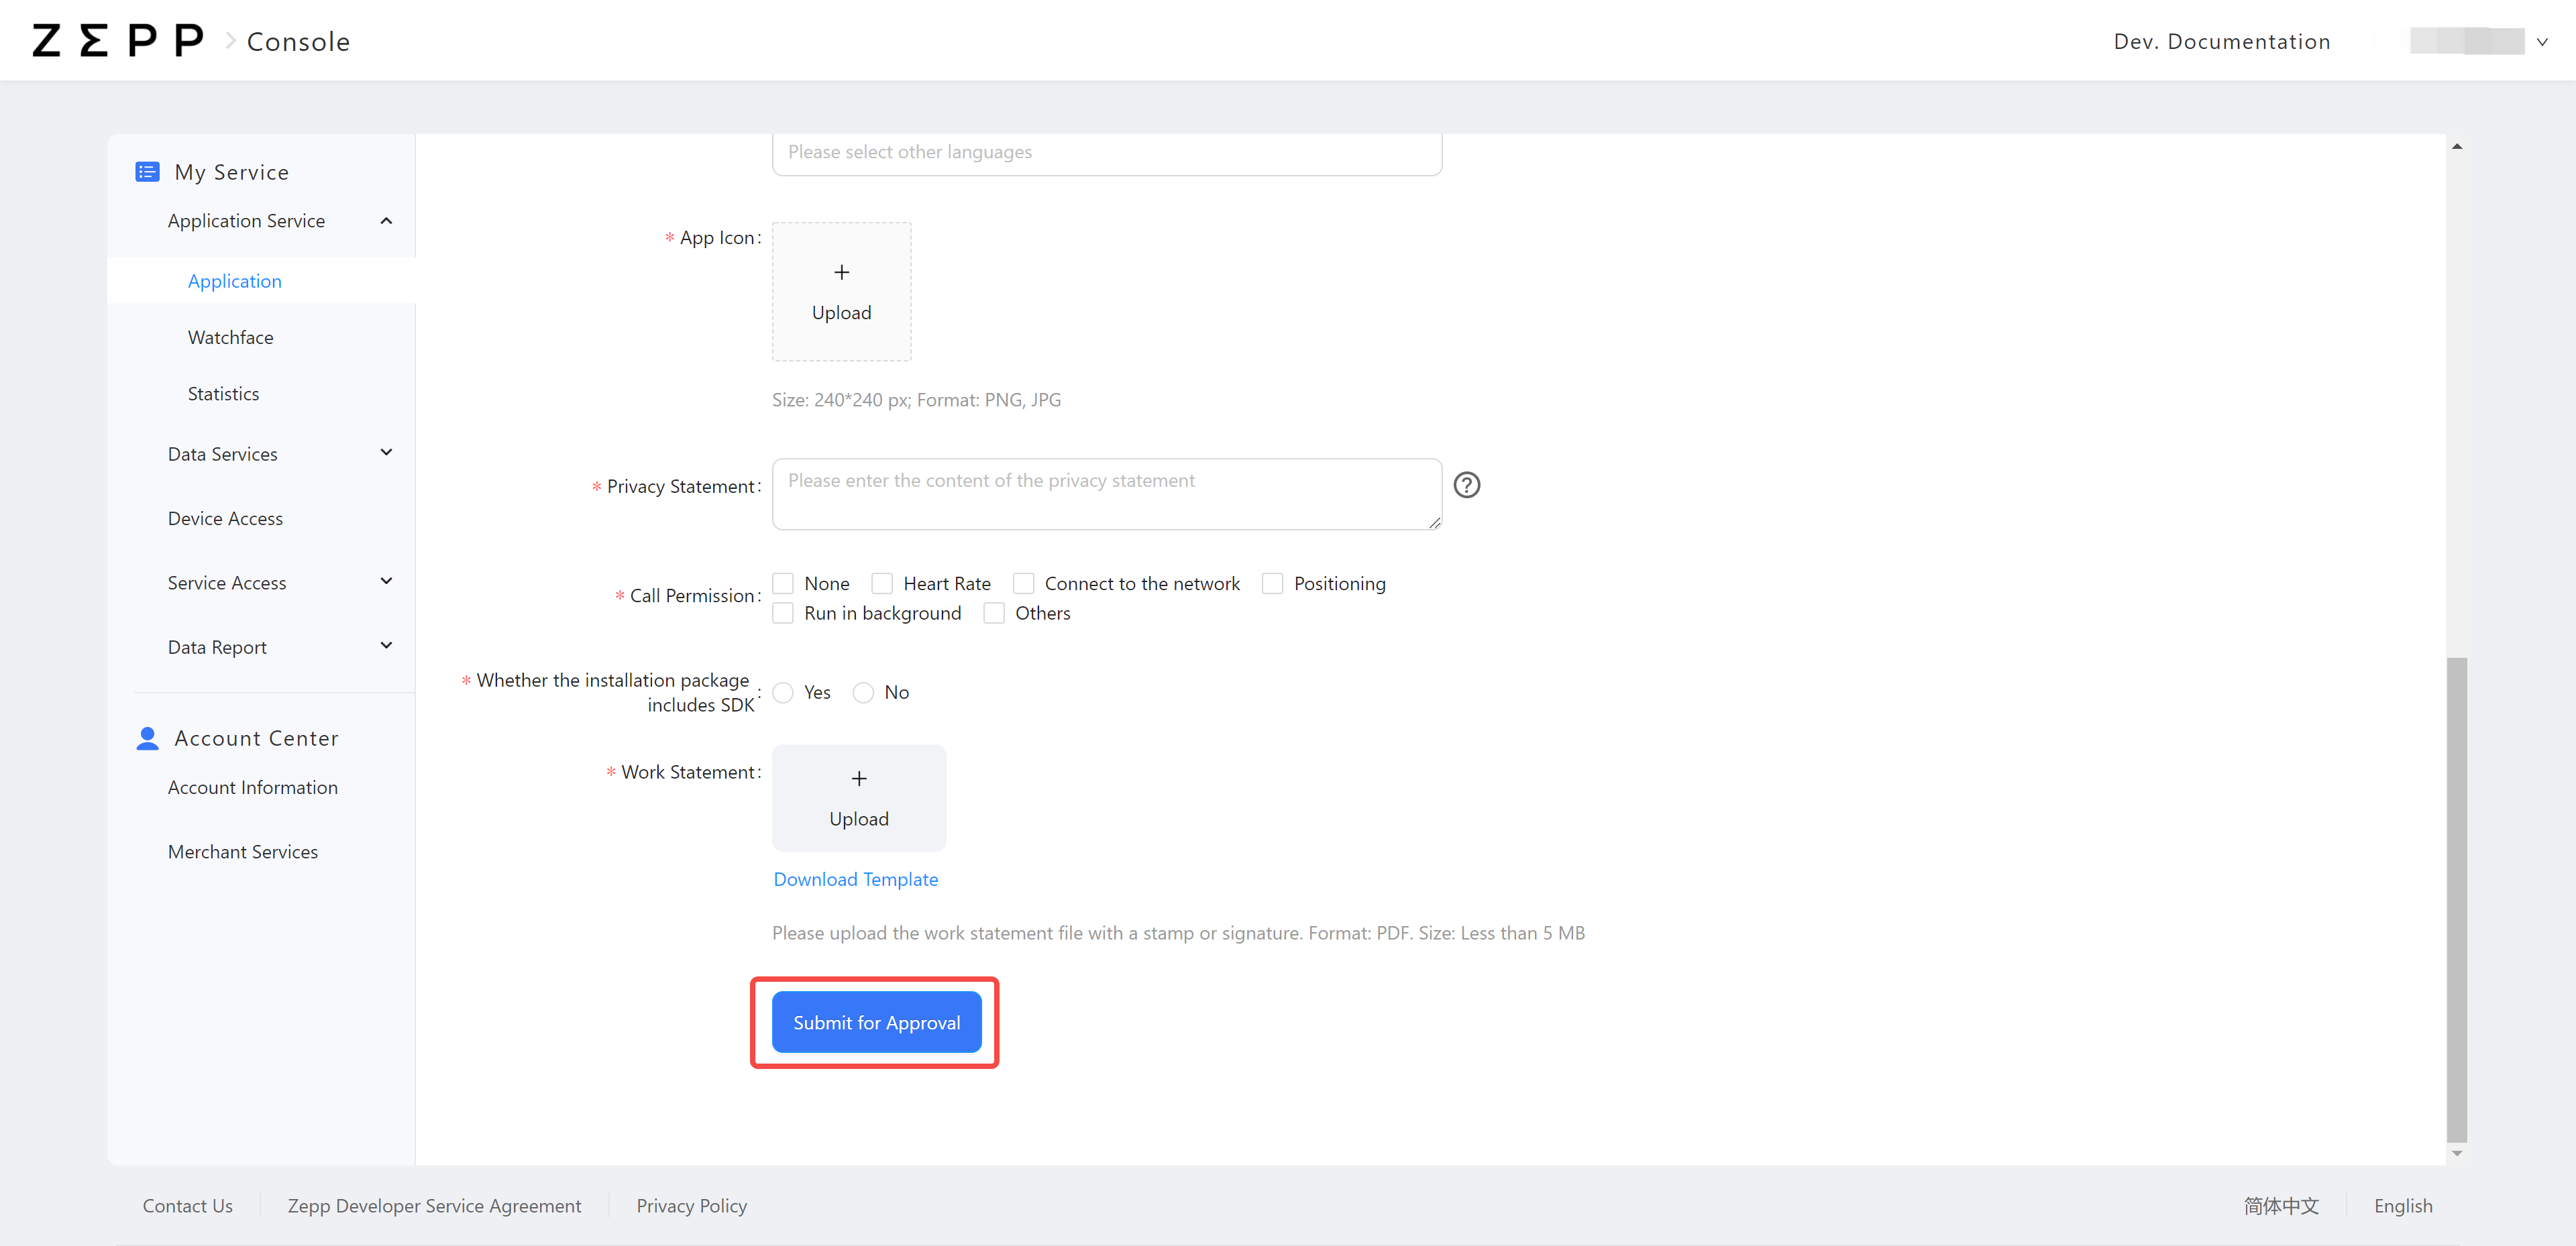 ZEPP Console Dev. Documentation
My Service
Application Service
Application
Watchface
Statistics
Data Services
Device Access
Service Access
Data Report
Account Center
Account Information
Merchant Services
Please select other languages
* App Icon:
+
Upload
Size: 240*240 px; Format: PNG, JPG
* Privacy Statement:
Please enter the content of the privacy statement
?
* Call Permission:
None Heart Rate Connect to the network Positioning
Run in background Others
* Whether the installation package
includes SDK :
Yes No
* Work Statement:
+
Upload
Download Template
Please upload the work statement file with a stamp or signature. Format: PDF. Size: Less than 5 MB
Submit for Approval
Contact Us Zepp Developer Service Agreement Privacy Policy 简体中文 English